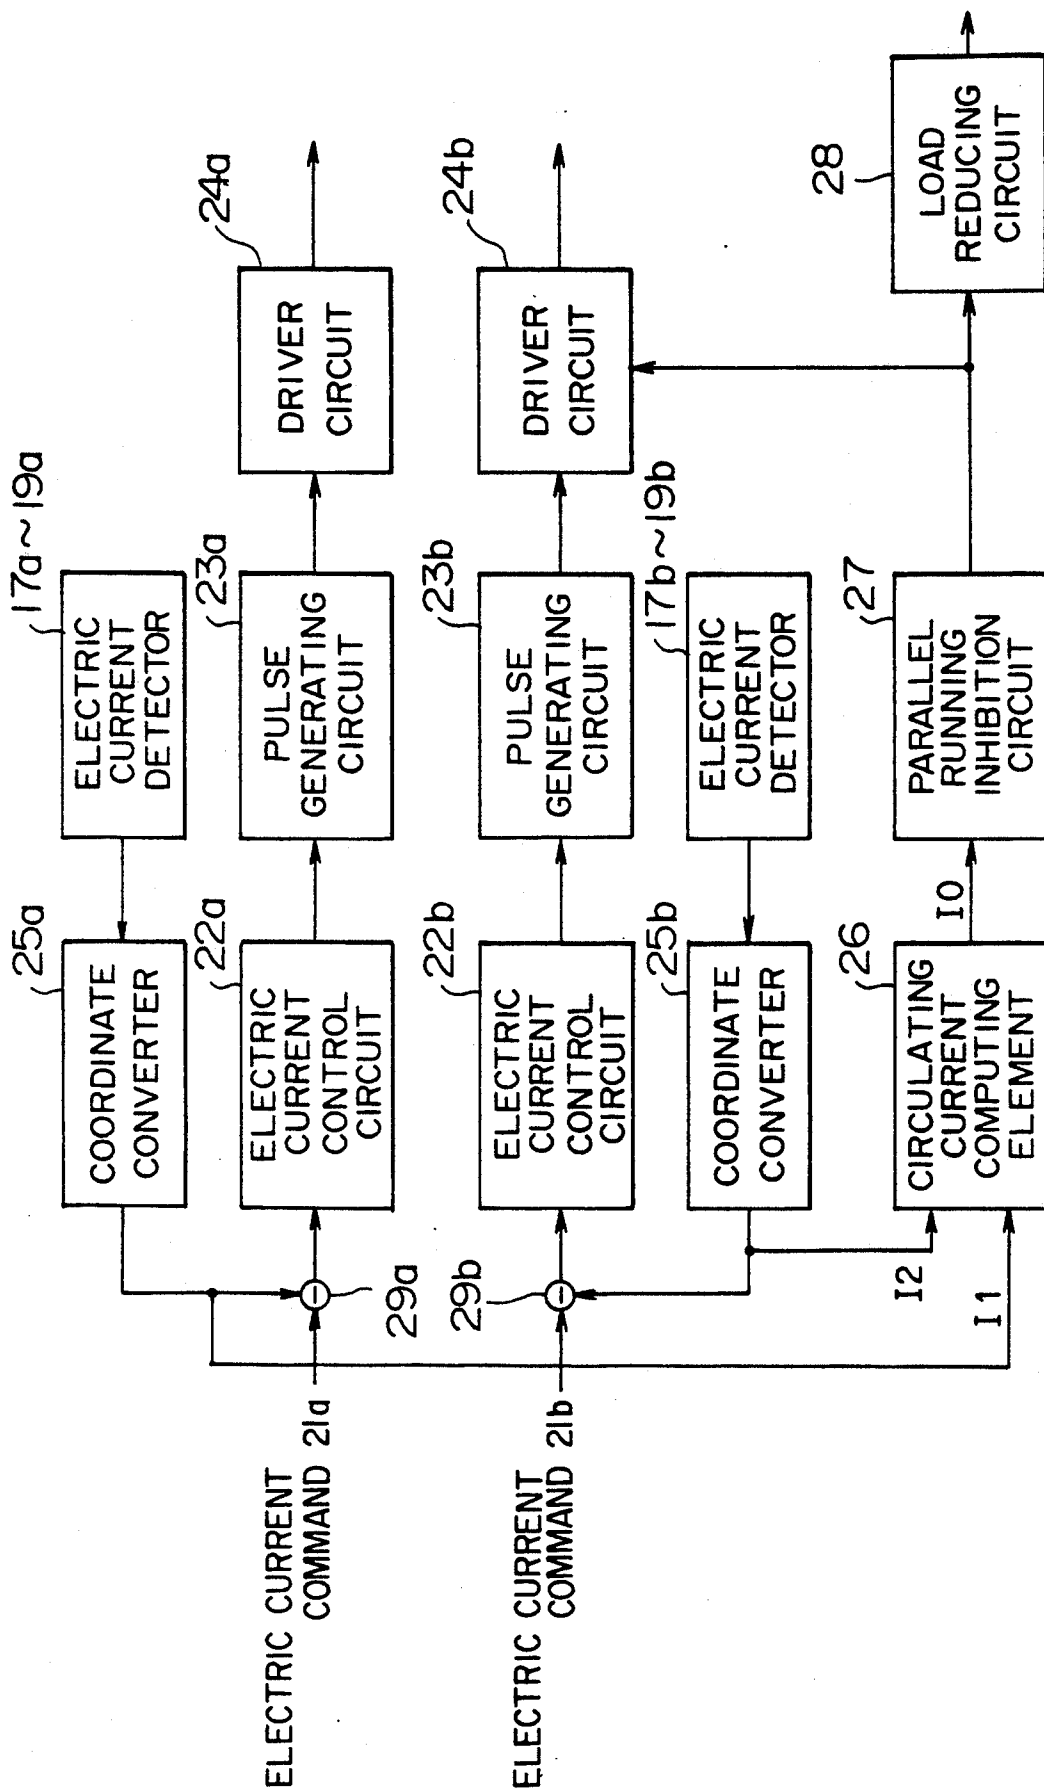 17a~19a
ELECTRIC
CURRENT
DETECTOR
25a
COORDINATE
CONVERTER
ELECTRIC CURRENT
COMMAND 21a
29a
22a
ELECTRIC
CURRENT
CONTROL
CIRCUIT
23a
PULSE
GENERATING
CIRCUIT
24a
DRIVER
CIRCUIT
ELECTRIC CURRENT
COMMAND 21b
29b
22b
ELECTRIC
CURRENT
CONTROL
CIRCUIT
23b
PULSE
GENERATING
CIRCUIT
24b
DRIVER
CIRCUIT
17b~19b
ELECTRIC
CURRENT
DETECTOR
25b
COORDINATE
CONVERTER
I2
I1
26
CIRCULATING
CURRENT
COMPUTING
ELEMENT
I0
27
PARALLEL
RUNNING
INHIBITION
CIRCUIT
28
LOAD
REDUCING
CIRCUIT